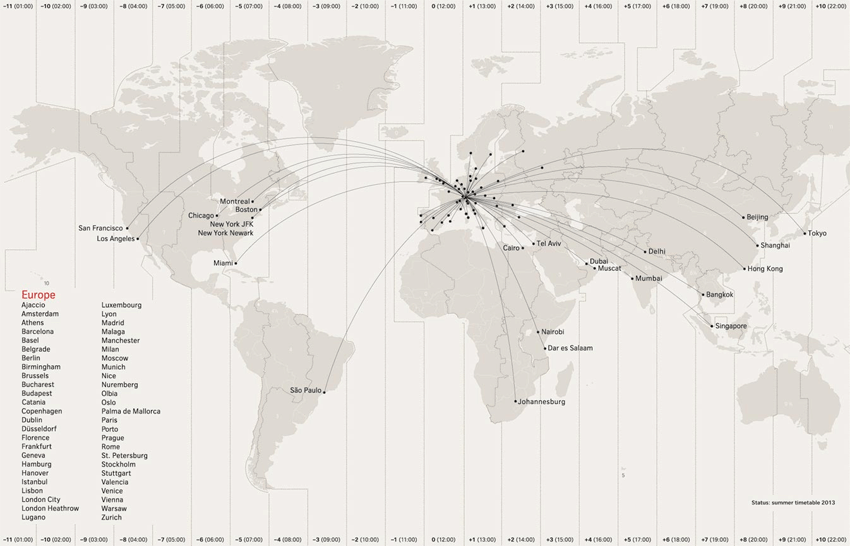 −11 (01:00) −10 (02:00) −9 (03:00) −8 (04:00) −7 (05:00) −6 (06:00) −5 (07:00) −4 (08:00) −3 (09:00) −2 (10:00) −1 (11:00) 0 (12:00) +1 (13:00) +2 (14:00) +3 (15:00) +4 (16:00) +5 (17:00) +6 (18:00) +7 (19:00) +8 (20:00) +9 (21:00) +10 (22:00)
Montreal
Boston
Chicago
New York JFK
New York Newark
San Francisco
Los Angeles
Miami
São Paulo
Cairo
Tel Aviv
Dubai
Muscat
Delhi
Mumbai
Beijing
Tokyo
Shanghai
Hong Kong
Bangkok
Singapore
Nairobi
Dar es Salaam
Johannesburg
10
5
Europe
Ajaccio
Amsterdam
Athens
Barcelona
Basel
Belgrade
Berlin
Birmingham
Brussels
Bucharest
Budapest
Catania
Copenhagen
Dublin
Düsseldorf
Florence
Frankfurt
Geneva
Hamburg
Hanover
Istanbul
Lisbon
London City
London Heathrow
Lugano
Luxembourg
Lyon
Madrid
Malaga
Manchester
Milan
Moscow
Munich
Nice
Nuremberg
Olbia
Oslo
Palma de Mallorca
Paris
Porto
Prague
Rome
St. Petersburg
Stockholm
Stuttgart
Valencia
Venice
Vienna
Warsaw
Zurich
Status: summer timetable 2013
−11 (01:00) −10 (02:00) −9 (03:00) −8 (04:00) −7 (05:00) −6 (06:00) −5 (07:00) −4 (08:00) −3 (09:00) −2 (10:00) −1 (11:00) 0 (12:00) +1 (13:00) +2 (14:00) +3 (15:00) +4 (16:00) +5 (17:00) +6 (18:00) +7 (19:00) +8 (20:00) +9 (21:00) +10 (22:00)